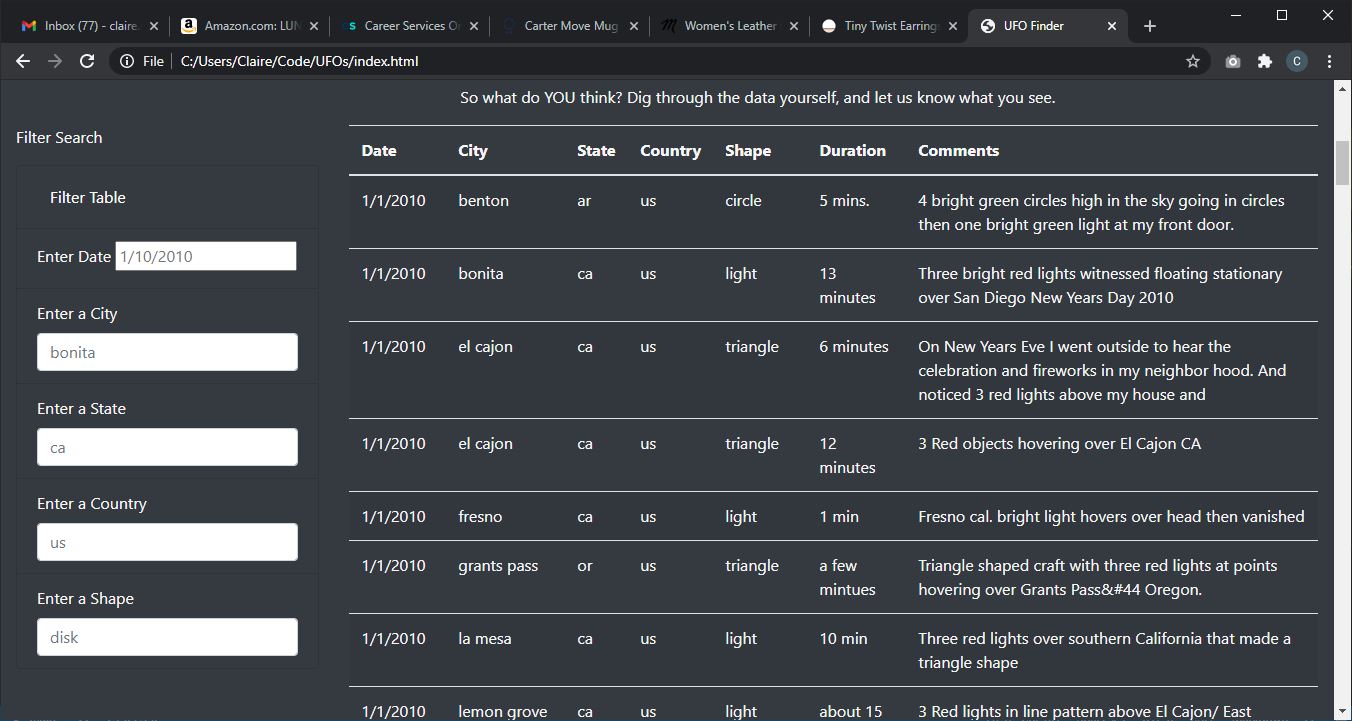 Inbox (77) - claire.
Amazon.com: LUN
Career Services O
Carter Move Mug
Women's Leather
Tiny Twist Earring
UFO Finder
File
C:/Users/Claire/Code/UFOs/index.html
C
So what do YOU think? Dig through the data yourself, and let us know what you see.
Filter Search
Filter Table
Enter Date 1/10/2010
Enter a City
bonita
Enter a State
ca
Enter a Country
us
Enter a Shape
disk
Date City State Country Shape Duration Comments
1/1/2010 benton ar us circle 5 mins. 4 bright green circles high in the sky going in circles
then one bright green light at my front door.
1/1/2010 bonita ca us light 13 Three bright red lights witnessed floating stationary
minutes over San Diego New Years Day 2010
1/1/2010 el cajon ca us triangle 6 minutes On New Years Eve I went outside to hear the
celebration and fireworks in my neighbor hood. And
noticed 3 red lights above my house and
1/1/2010 el cajon ca us triangle 12 3 Red objects hovering over El Cajon CA
minutes
1/1/2010 fresno ca us light 1 min Fresno cal. bright light hovers over head then vanished
1/1/2010 grants pass or us triangle a few Triangle shaped craft with three red lights at points
mintues hovering over Grants Pass&#44 Oregon.
1/1/2010 la mesa ca us light 10 min Three red lights over southern California that made a
triangle shape
1/1/2010 lemon grove ca us light about 15 3 Red lights in line pattern above El Cajon/ East